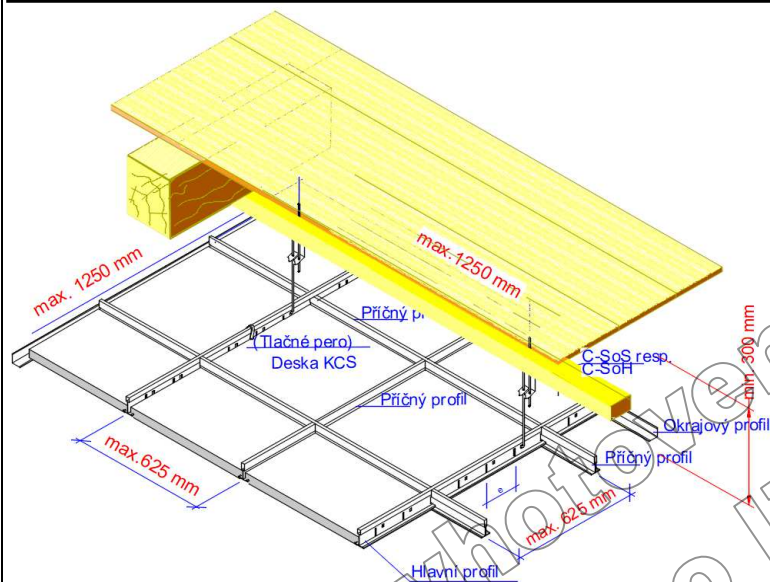 max. 1250 mm
max. 1250 mm
Příčný p
(Tlačné pero)
Deska KCS
Příčný profil
C-SoS resp.
C-SoH
min. 300 mm
Okrajový profil
Příčný profil
max.625 mm
e
max. 625 mm
Hlavní profil